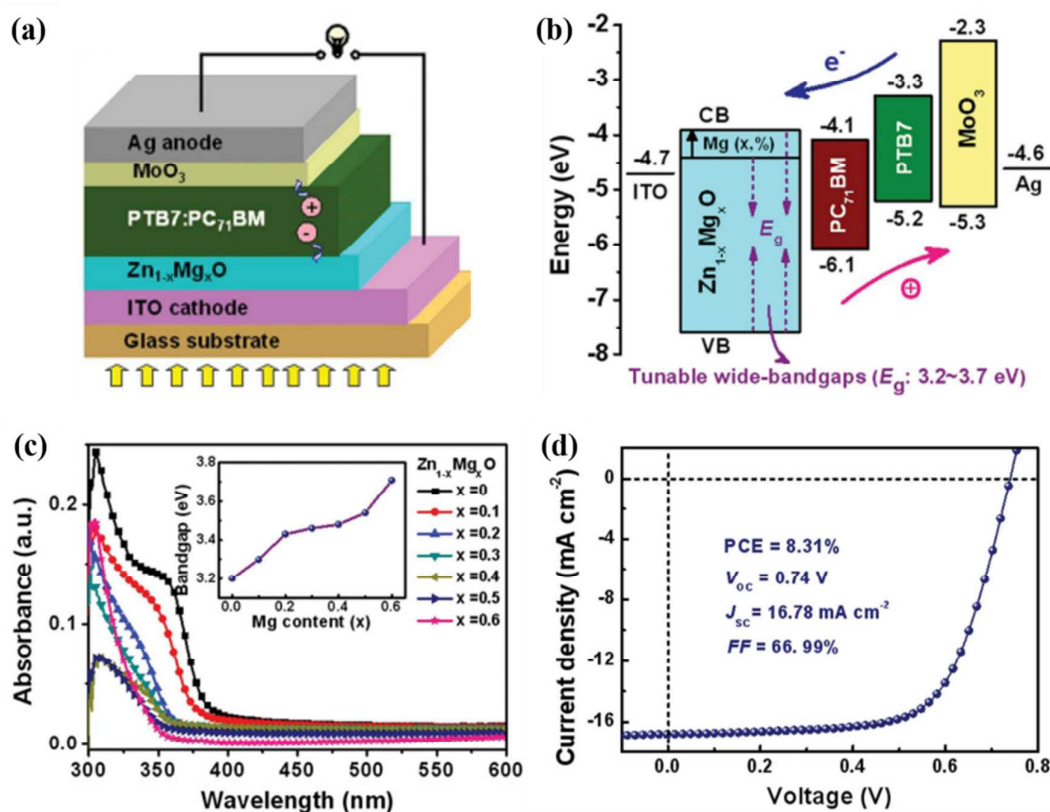 (a)
Ag anode
MoO₃
PTB7:PC₇₁BM
+
-
Zn₁₋ₓMgₓO
ITO cathode
Glass substrate
(b)
Energy (eV)
-2
-3
-4
-5
-6
-7
-8
e⁻
CB
Mg (x,%)
-4.7
ITO
Zn₁₋ₓMgₓO
E_g
VB
-4.1
PC₇₁BM
-6.1
-3.3
PTB7
-5.2
-2.3
MoO₃
-5.3
-4.6
Ag
+
Tunable wide-bandgaps (E_g: 3.2~3.7 eV)
(c)
Absorbance (a.u.)
0.2
0.1
0.0
300 350 400 450 500 550 600
Wavelength (nm)
Bandgap (eV)
3.8
3.6
3.4
3.2
0.0 0.2 0.4 0.6
Mg content (x)
Zn₁₋ₓMgₓO
x =0
x =0.1
x =0.2
x =0.3
x =0.4
x =0.5
x =0.6
(d)
Current density (mA cm⁻²)
0
-4
-8
-12
-16
PCE = 8.31%
V_oc = 0.74 V
J_sc = 16.78 mA cm⁻²
FF = 66.99%
0.0 0.2 0.4 0.6 0.8
Voltage (V)